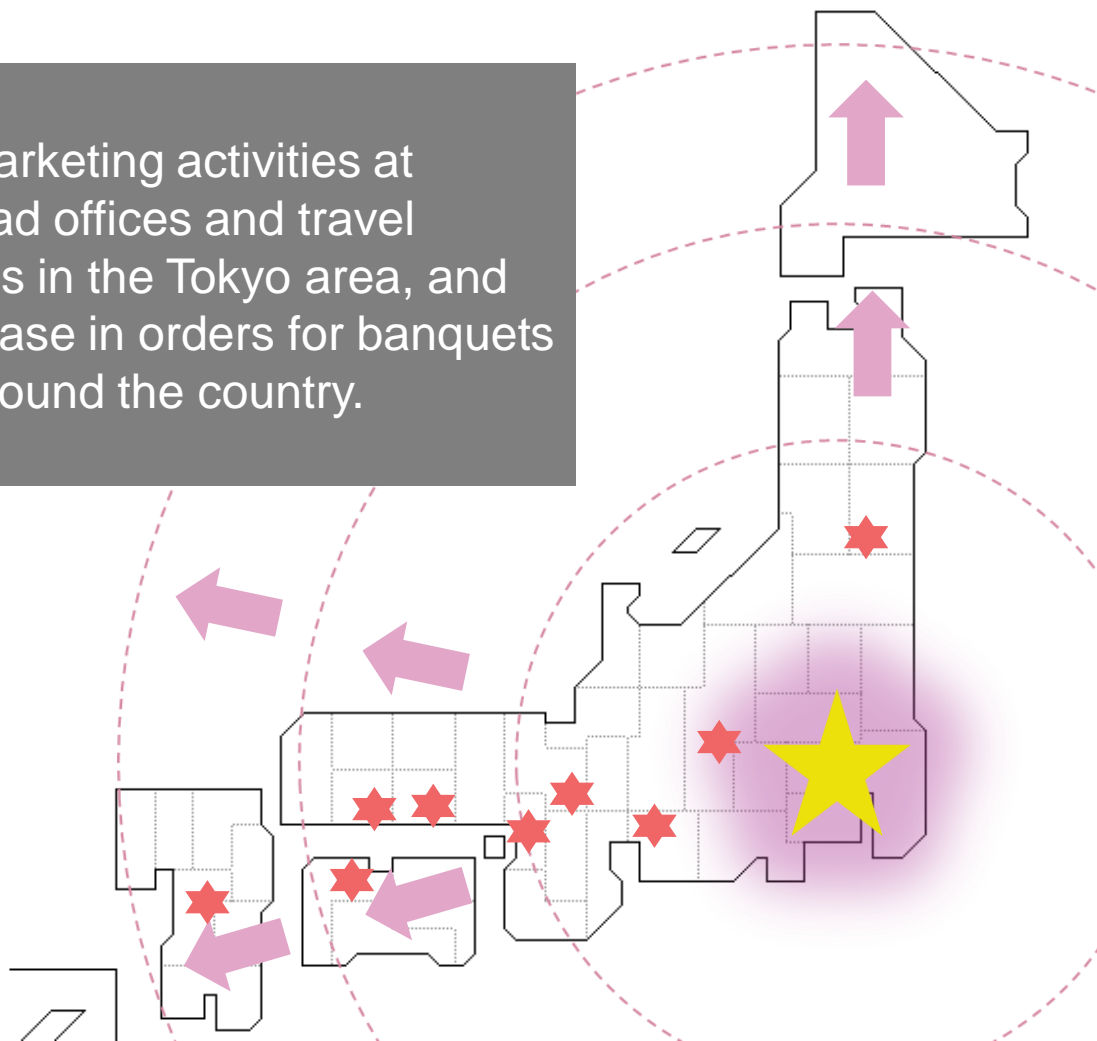 arketing activities at
ad offices and travel
s in the Tokyo area, and
ase in orders for banquets
ound the country.